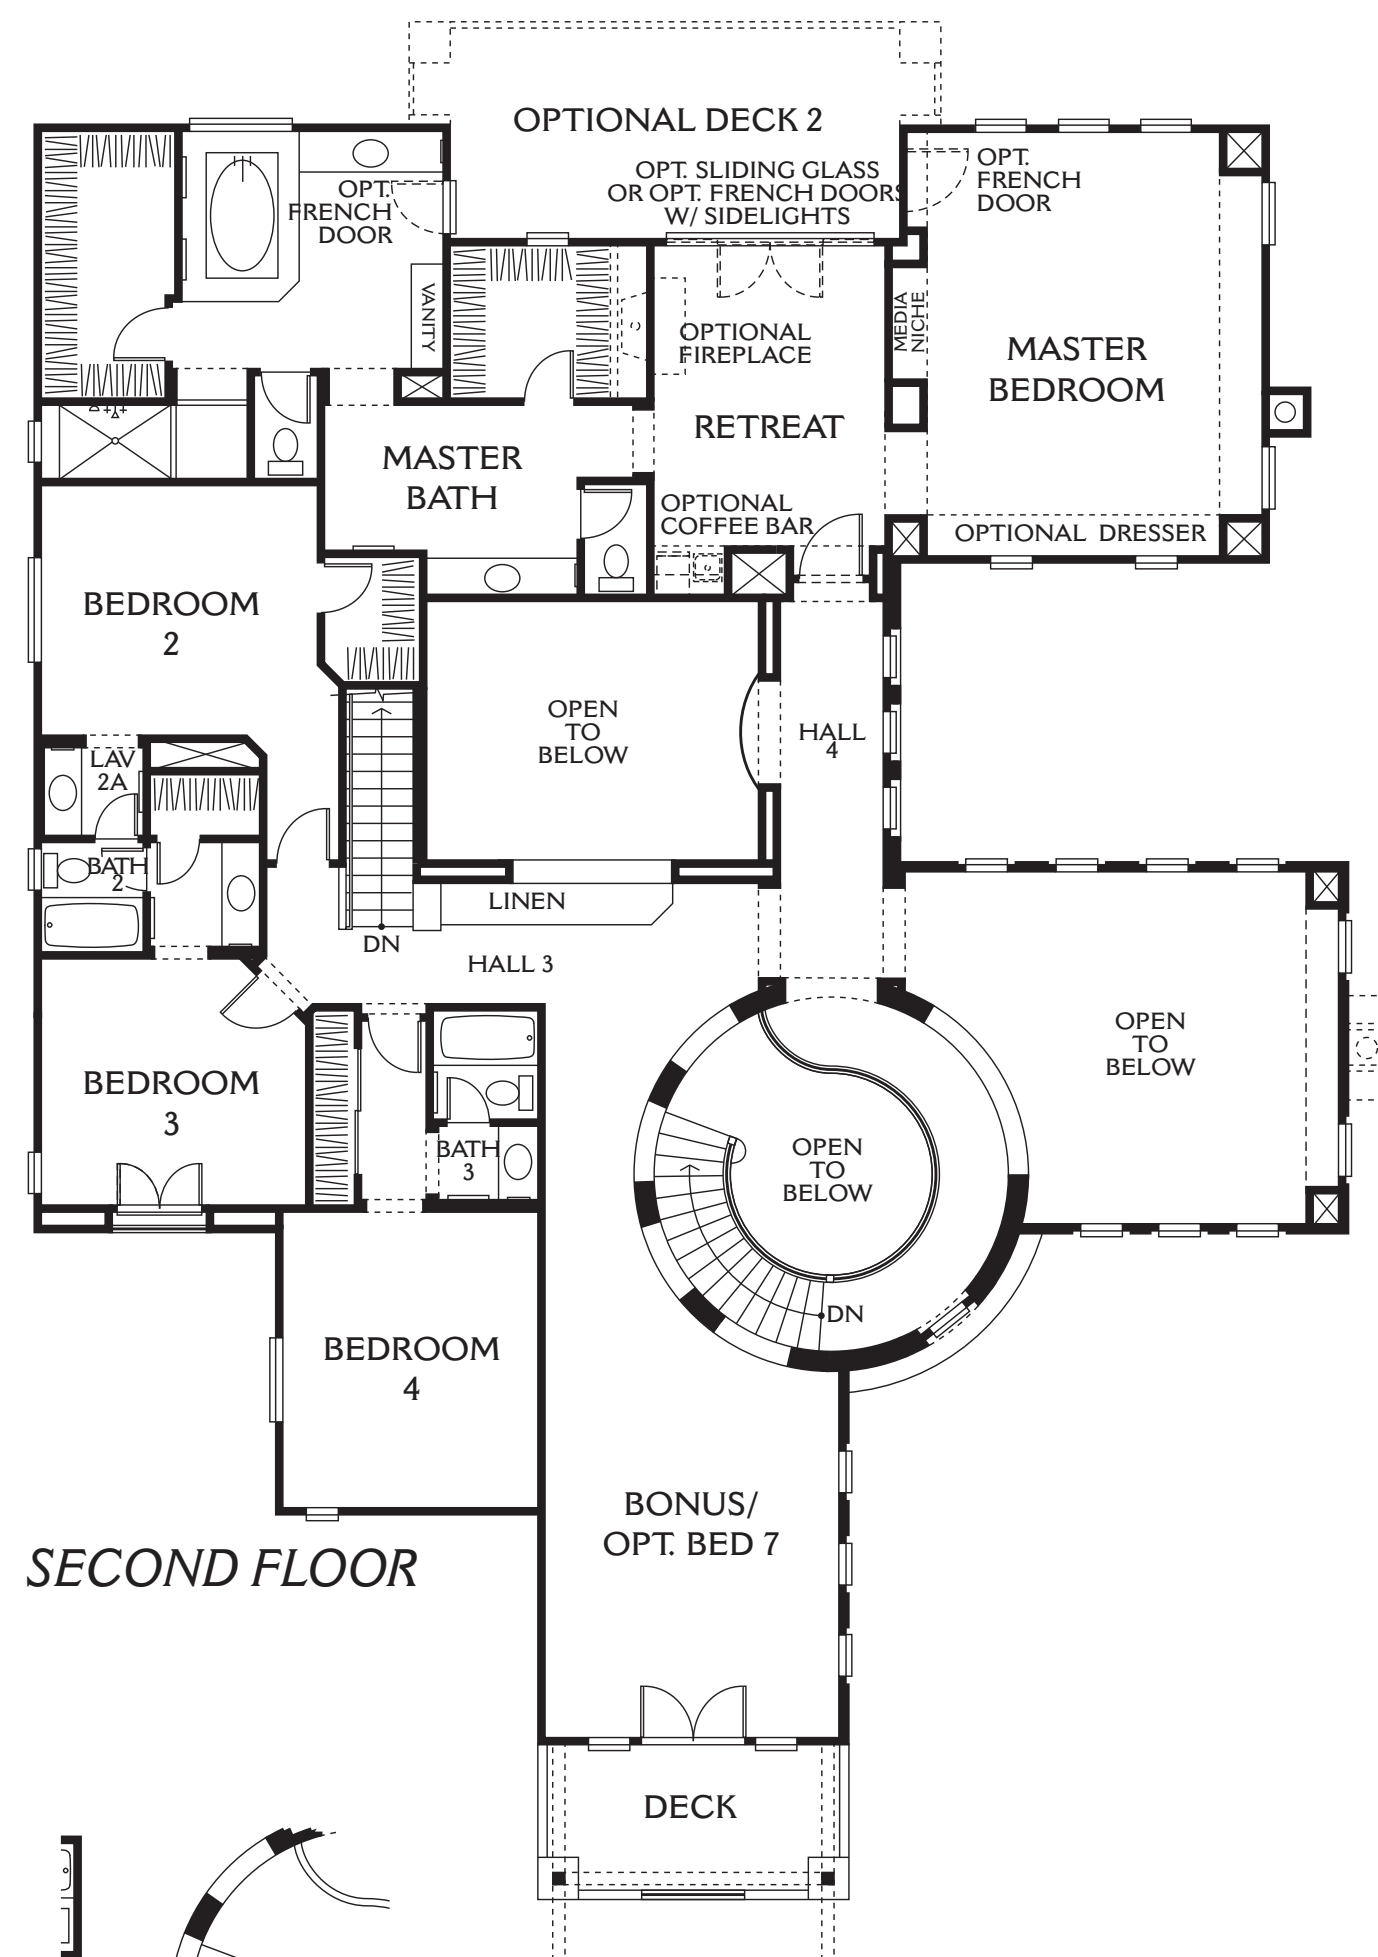 OPTIONAL DECK 2
OPT. SLIDING GLASS
OR OPT. FRENCH DOORS
W/ SIDELIGHTS
OPT.
FRENCH
DOOR
OPT.
FRENCH
DOOR
VANITY
OPTIONAL
FIREPLACE
MEDIA
NICHE
MASTER
BEDROOM
RETREAT
MASTER
BATH
OPTIONAL
COFFEE BAR
OPTIONAL DRESSER
BEDROOM
2
OPEN
TO
BELOW
HALL
4
LAV
2A
BATH
2
LINEN
DN
HALL 3
OPEN
TO
BELOW
BEDROOM
3
BATH
3
OPEN
TO
BELOW
DN
BEDROOM
4
BONUS/
OPT. BED 7
SECOND FLOOR
DECK